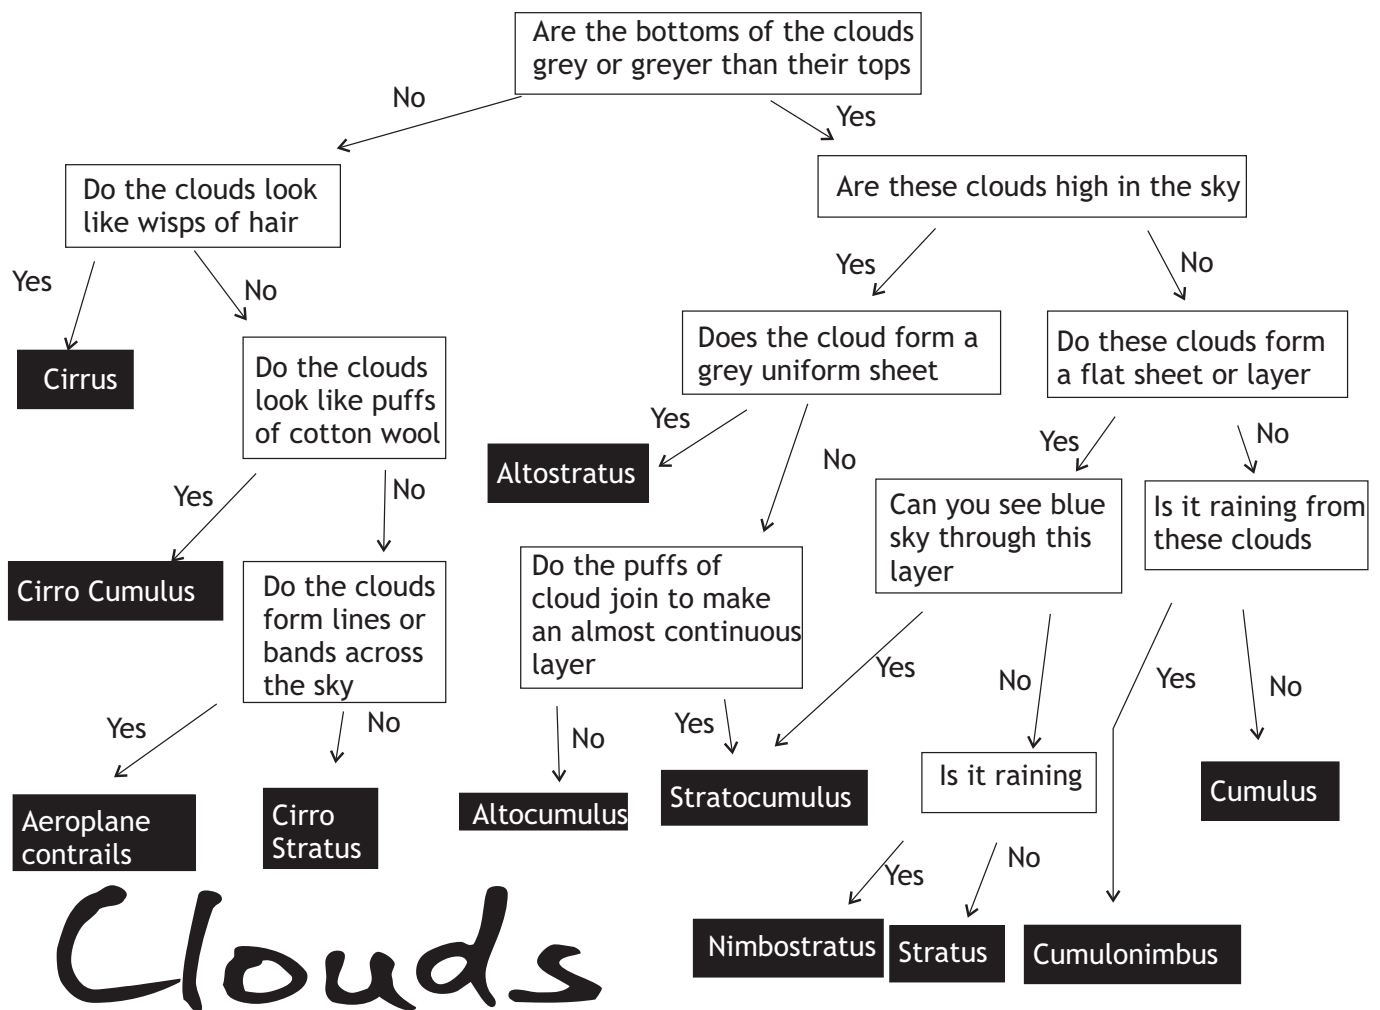 Are the bottoms of the clouds
grey or greyer than their tops
No
Yes
Do the clouds look
like wisps of hair
Are these clouds high in the sky
Yes
No
Yes
No
Cirrus
Do the clouds
look like puffs
of cotton wool
Does the cloud form a
grey uniform sheet
Do these clouds form
a flat sheet or layer
Yes
No
Yes
No
Yes
No
Cirro Cumulus
Do the clouds
form lines or
bands across
the sky
Altostratus
Do the puffs of
cloud join to make
an almost continuous
layer
Can you see blue
sky through this
layer
Is it raining from
these clouds
Yes
No
No
Yes
Yes
No
Yes
No
Aeroplane
contrails
Cirro
Stratus
Altocumulus
Stratocumulus
Is it raining
Cumulus
Yes
No
Nimbostratus
Stratus
Cumulonimbus
Clouds